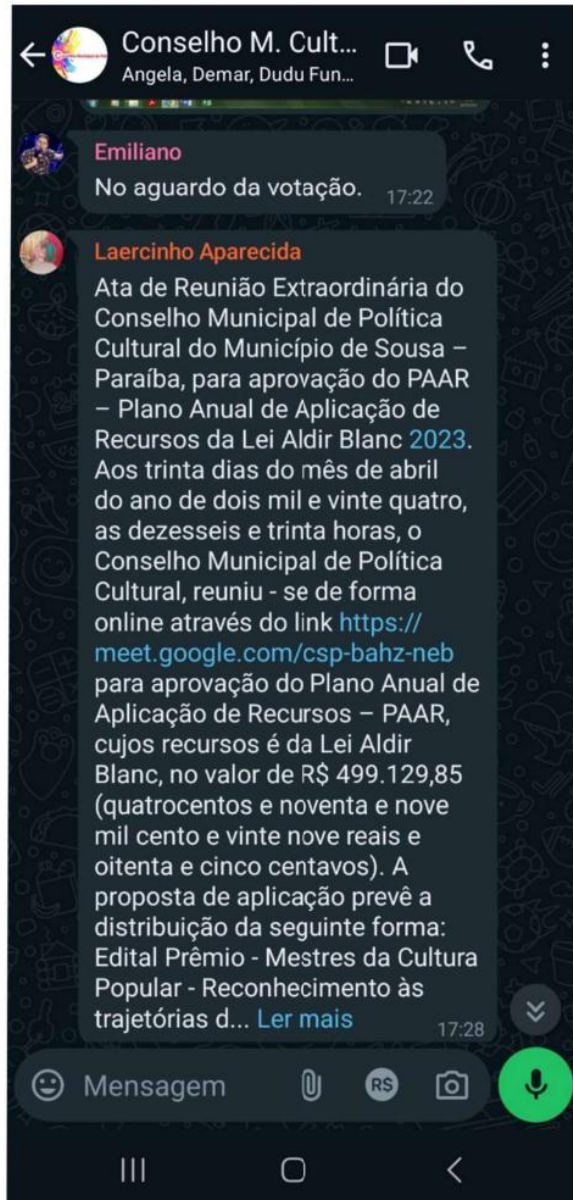 Conselho M. Cult...
Angela, Demar, Dudu Fun...
Emiliano
No aguardo da votação.
17:22
Laercinho Aparecida
Ata de Reunião Extraordinária do
Conselho Municipal de Política
Cultural do Município de Sousa –
Paraíba, para aprovação do PAAR
– Plano Anual de Aplicação de
Recursos da Lei Aldir Blanc 2023.
Aos trinta dias do mês de abril
do ano de dois mil e vinte quatro,
as dezesseis e trinta horas, o
Conselho Municipal de Política
Cultural, reuniu - se de forma
online através do link https://
meet.google.com/csp-bahz-neb
para aprovação do Plano Anual de
Aplicação de Recursos – PAAR,
cujos recursos é da Lei Aldir
Blanc, no valor de R$ 499.129,85
(quatrocentos e noventa e nove
mil cento e vinte nove reais e
oitenta e cinco centavos). A
proposta de aplicação prevê a
distribuição da seguinte forma:
Edital Prêmio - Mestres da Cultura
Popular - Reconhecimento às
trajetórias d... Ler mais
17:28
Mensagem
RS